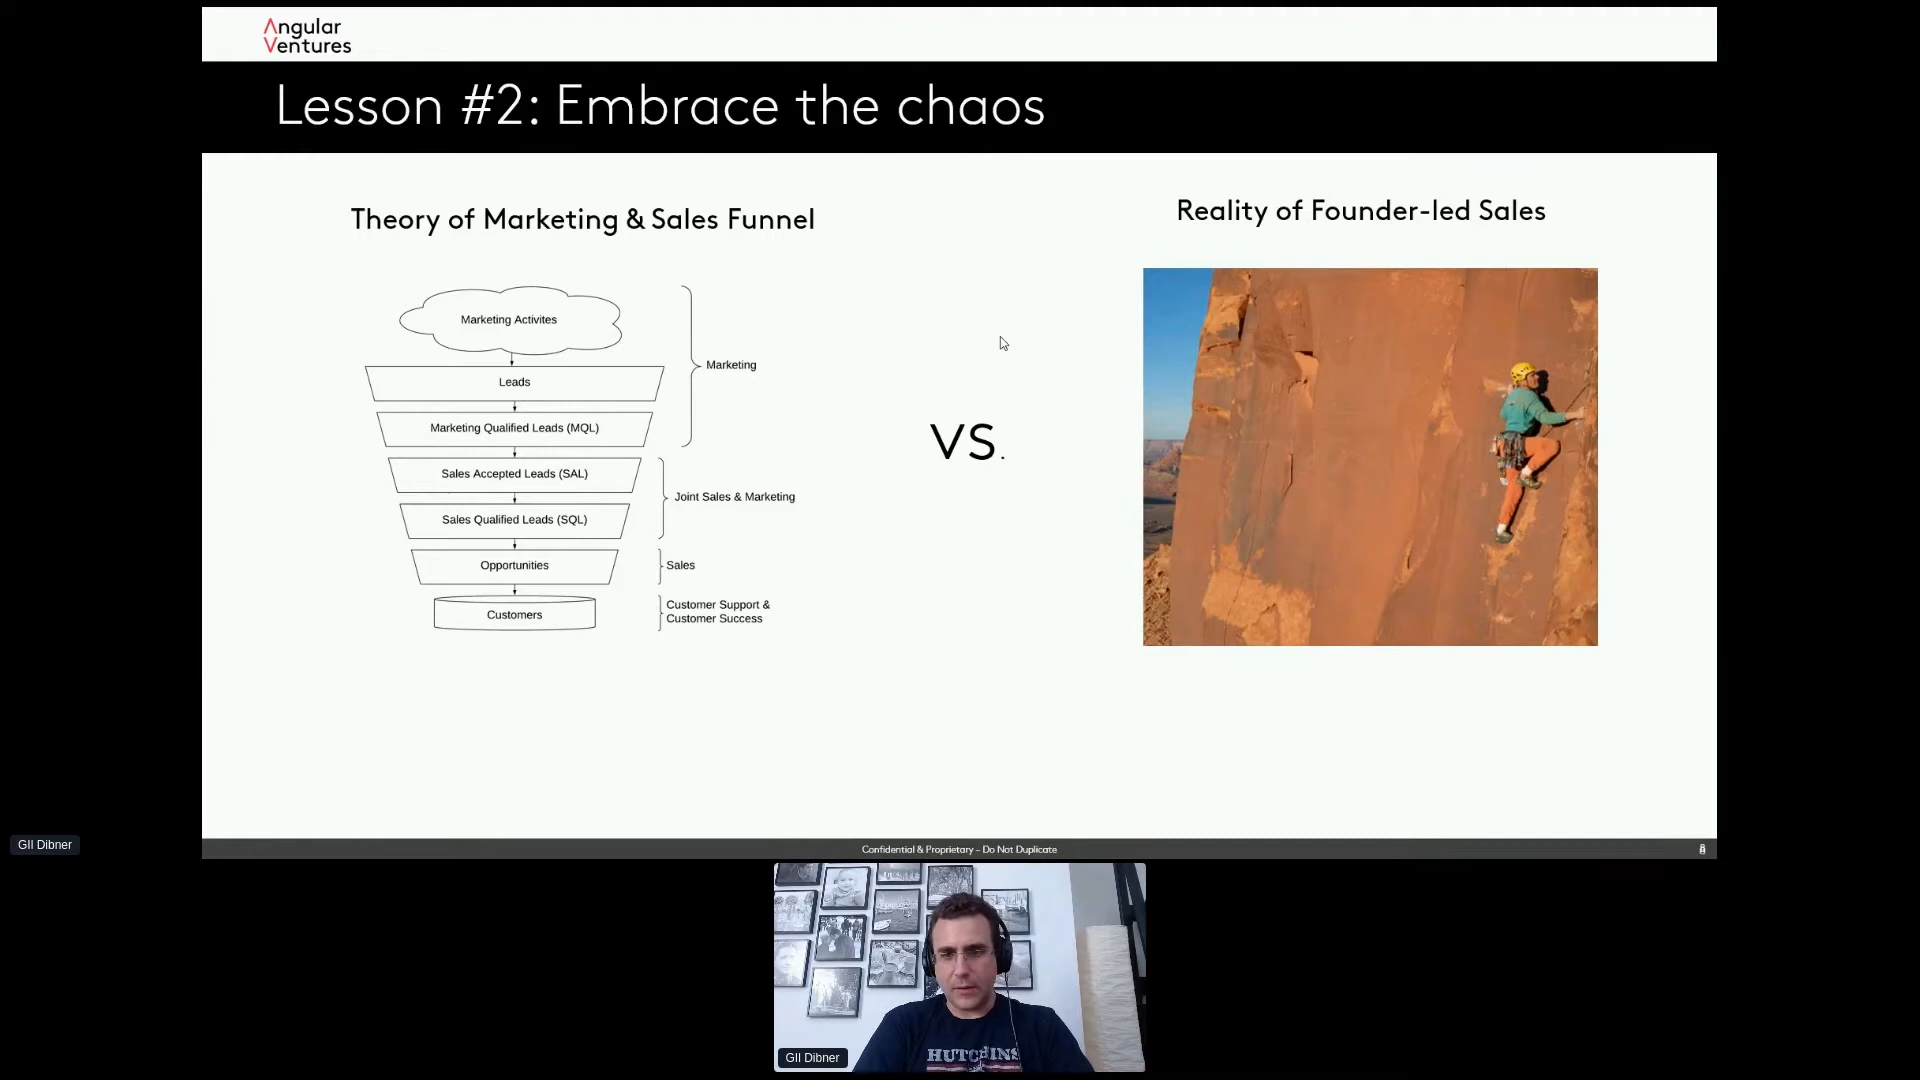 Angular
Ventures
Lesson #2: Embrace the chaos
Theory of Marketing & Sales Funnel
Marketing Activites
Leads
Marketing Qualified Leads (MQL)
Sales Accepted Leads (SAL)
Sales Qualified Leads (SQL)
Opportunities
Customers
Marketing
Joint Sales & Marketing
Sales
Customer Support &
Customer Success
VS.
Reality of Founder-led Sales
Confidential & Proprietary – Do Not Duplicate
8
GIl Dibner
GIl Dibner
HUTCHINS